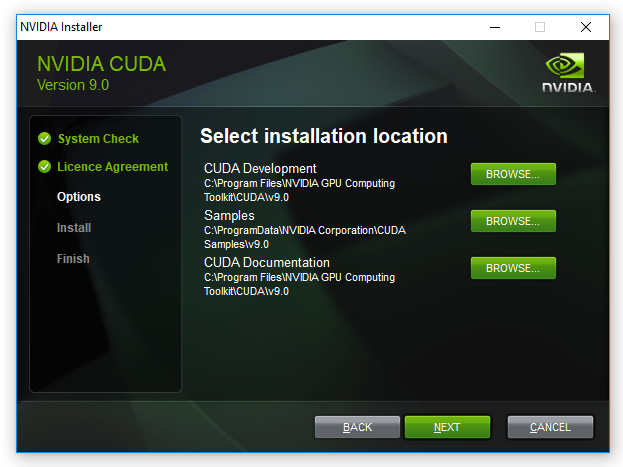 NVIDIA Installer
NVIDIA CUDA
Version 9.0
NVIDIA
System Check
Licence Agreement
Options
Install
Finish
Select installation location
CUDA Development
C:\Program Files\NVIDIA GPU Computing
Toolkit\CUDA\v9.0
BROWSE...
Samples
C:\ProgramData\NVIDIA Corporation\CUDA
Samples\v9.0
BROWSE...
CUDA Documentation
C:\Program Files\NVIDIA GPU Computing
Toolkit\CUDA\v9.0
BROWSE...
BACK
NEXT
CANCEL